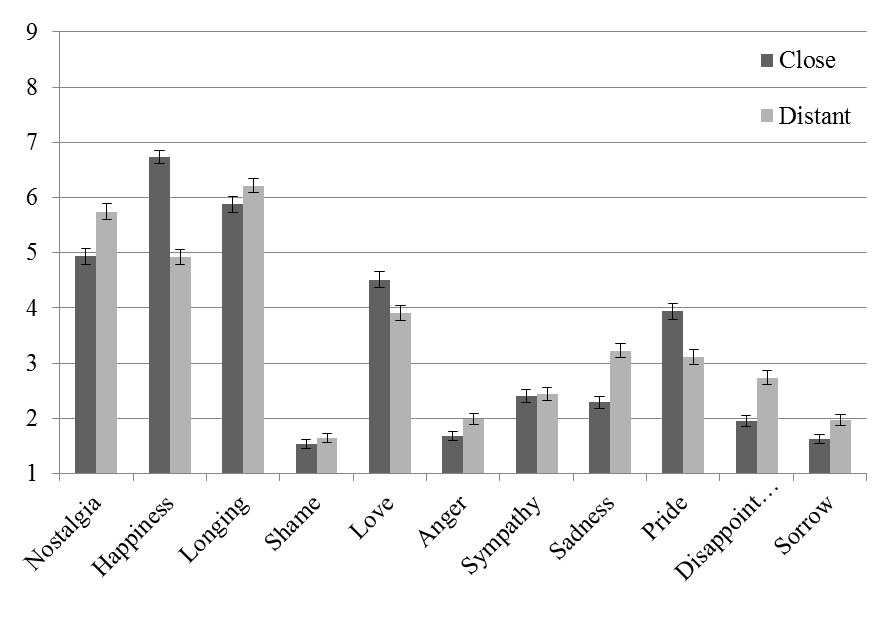 9
8
7
6
5
4
3
2
1
Close
Distant
Nostalgia
Happiness
Longing
Shame
Love
Anger
Sympathy
Sadness
Pride
Disappoint…
Sorrow